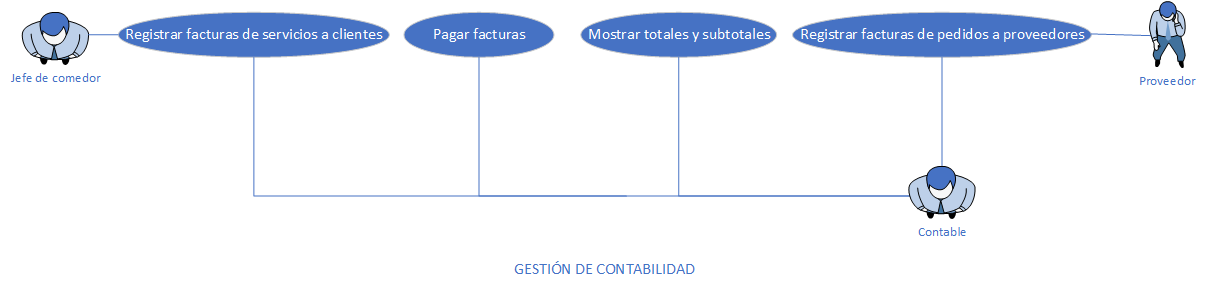 Registrar facturas de servicios a clientes
Pagar facturas
Mostrar totales y subtotales
Registrar facturas de pedidos a proveedores
Jefe de comedor
Proveedor
Contable
GESTIÓN DE CONTABILIDAD